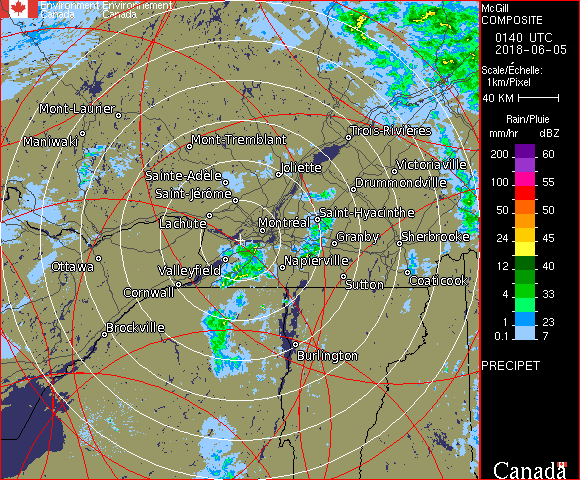 Environment Environnement
Canada Canada
McGill
COMPOSITE
0140 UTC
2018-06-05
Scale/Échelle:
1km/Pixel
40 KM
Rain/Pluie
mm/hr dBZ
200 60
100 55
50 50
24 45
12 40
4 33
1 23
0.1 7
PRECIPET
Canada
Mont-Laurier
Maniwaki
Mont-Tremblant
Trois-Rivières
Joliette
Victoriaville
Sainte-Adèle
Drummondville
Saint-Jérôme
Lachute
Montréal
Saint-Hyacinthe
Granby
Sherbrooke
Ottawa
Valleyfield
Napierville
Cornwall
Sutton
Coaticook
Brockville
Burlington